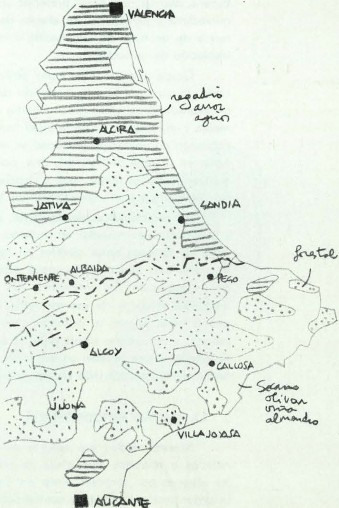 VALENCIA
regadio
arroz
agrios
ALCIRA
JATIVA
GANDIA
forestal
ONTENIENTE
ALBAIDA
PEGO
ALCOY
CALLOSA
Secano
olivar
viña
almendro
JIJONA
VILLAJOYOSA
ALICANTE